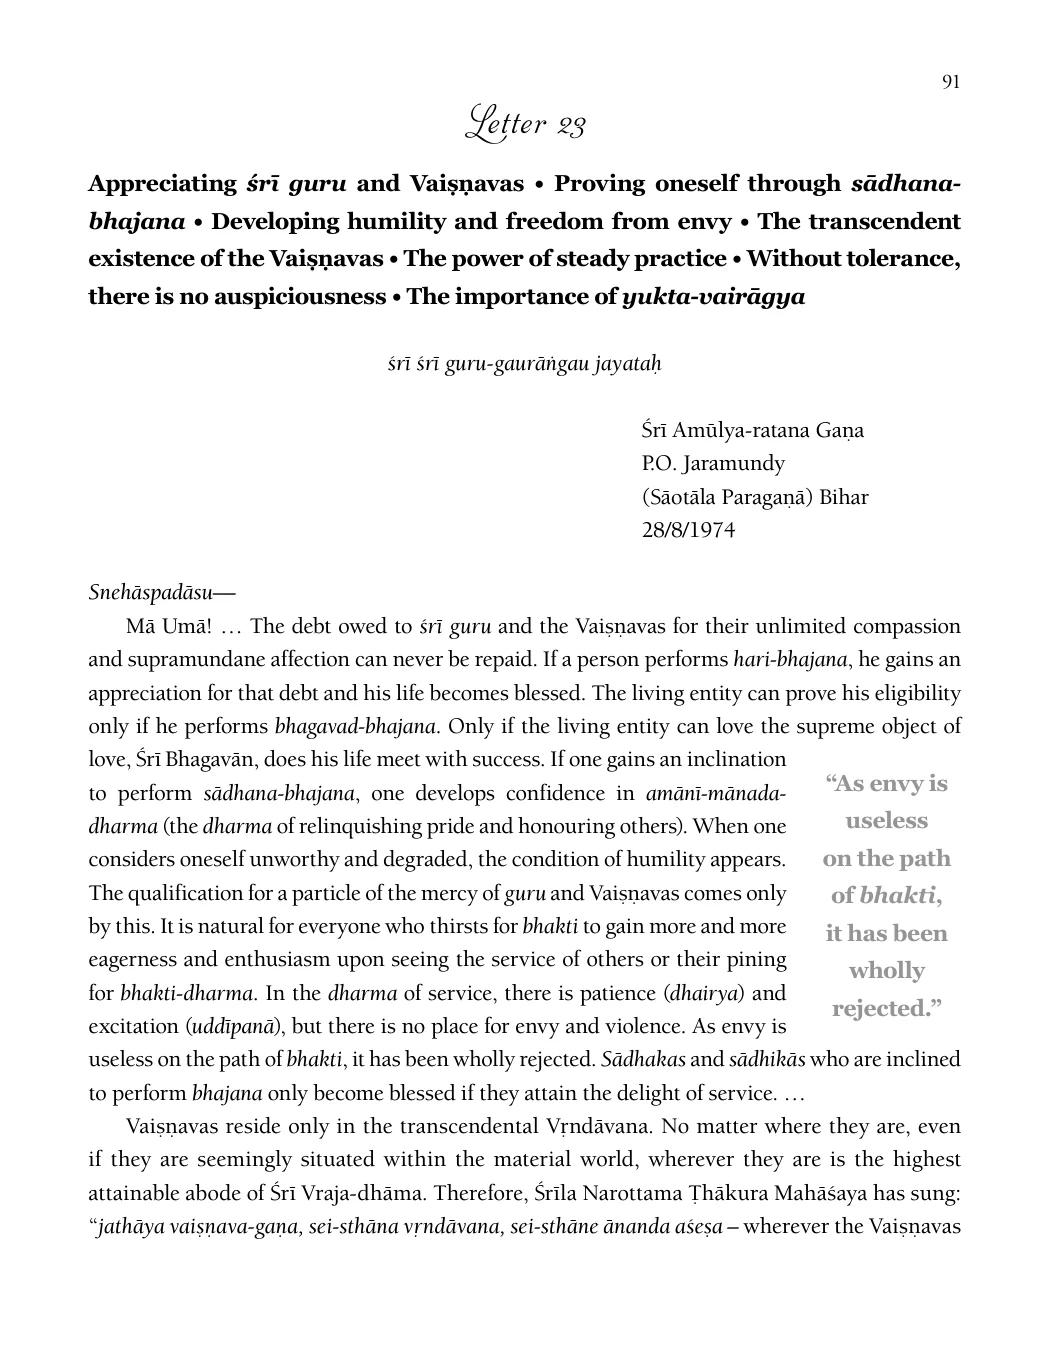 91
Letter 23
Appreciating śrī guru and Vaiṣṇavas • Proving oneself through sādhana-
bhajana • Developing humility and freedom from envy • The transcendent
existence of the Vaiṣṇavas • The power of steady practice • Without tolerance,
there is no auspiciousness • The importance of yukta-vairāgya
śrī śrī guru-gaurāṅgau jayataḥ
Śrī Amūlya-ratana Gaṇa
P.O. Jaramundy
(Sāotāla Paragaṇā) Bihar
28/8/1974
Snehāspadāsu—
Mā Umā! … The debt owed to śrī guru and the Vaiṣṇavas for their unlimited compassion
and supramundane affection can never be repaid. If a person performs hari-bhajana, he gains an
appreciation for that debt and his life becomes blessed. The living entity can prove his eligibility
only if he performs bhagavad-bhajana. Only if the living entity can love the supreme object of
love, Śrī Bhagavān, does his life meet with success. If one gains an inclination
to perform sādhana-bhajana, one develops confidence in amānī-mānada-
dharma (the dharma of relinquishing pride and honouring others). When one
considers oneself unworthy and degraded, the condition of humility appears.
The qualification for a particle of the mercy of guru and Vaiṣṇavas comes only
by this. It is natural for everyone who thirsts for bhakti to gain more and more
eagerness and enthusiasm upon seeing the service of others or their pining
for bhakti-dharma. In the dharma of service, there is patience (dhairya) and
excitation (uddīpanā), but there is no place for envy and violence. As envy is
useless on the path of bhakti, it has been wholly rejected. Sādhakas and sādhikās who are inclined
to perform bhajana only become blessed if they attain the delight of service. …
“As envy is
useless
on the path
of bhakti,
it has been
wholly
rejected.”
Vaiṣṇavas reside only in the transcendental Vṛndāvana. No matter where they are, even
if they are seemingly situated within the material world, wherever they are is the highest
attainable abode of Śrī Vraja-dhāma. Therefore, Śrīla Narottama Ṭhākura Mahāśaya has sung:
“jathāya vaiṣṇava-gaṇa, sei-sthāna vṛndāvana, sei-sthāne ānanda aśeṣa – wherever the Vaiṣṇavas